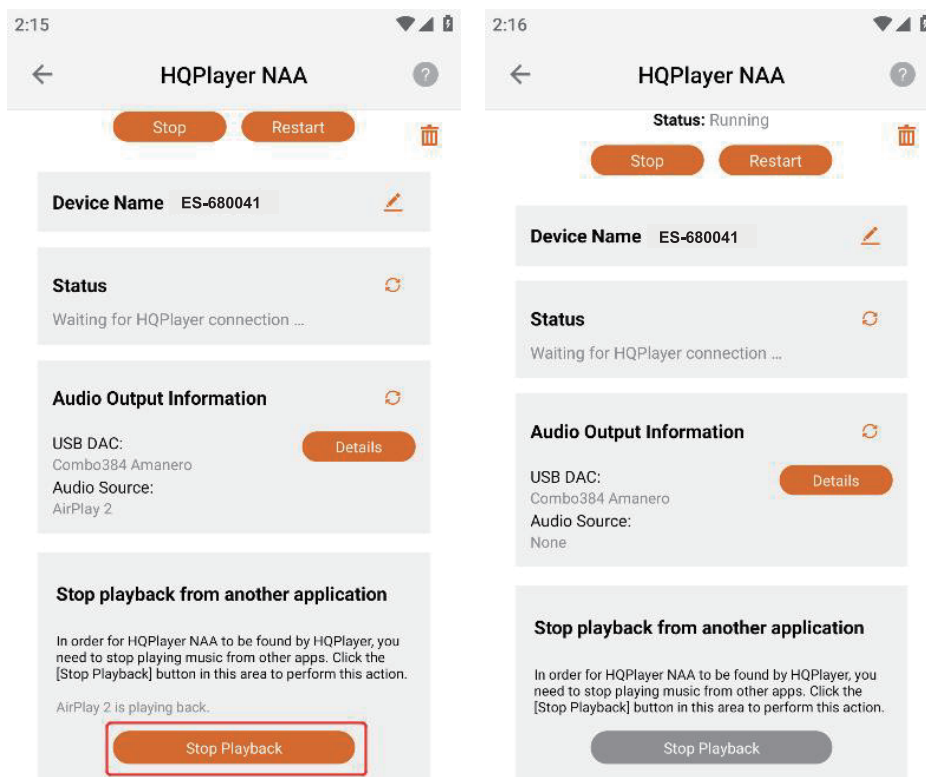 2:15
HQPlayer NAA
?
Stop
Restart
Device Name ES-680041
Status
Waiting for HQPlayer connection ...
Audio Output Information
USB DAC:
Details
Combo384 Amanero
Audio Source:
AirPlay 2
Stop playback from another application
In order for HQPlayer NAA to be found by HQPlayer, you
need to stop playing music from other apps. Click the
[Stop Playback] button in this area to perform this action.
AirPlay 2 is playing back.
Stop Playback
2:16
HQPlayer NAA
?
Status: Running
Stop
Restart
Device Name ES-680041
Status
Waiting for HQPlayer connection ...
Audio Output Information
USB DAC:
Details
Combo384 Amanero
Audio Source:
None
Stop playback from another application
In order for HQPlayer NAA to be found by HQPlayer, you
need to stop playing music from other apps. Click the
[Stop Playback] button in this area to perform this action.
Stop Playback